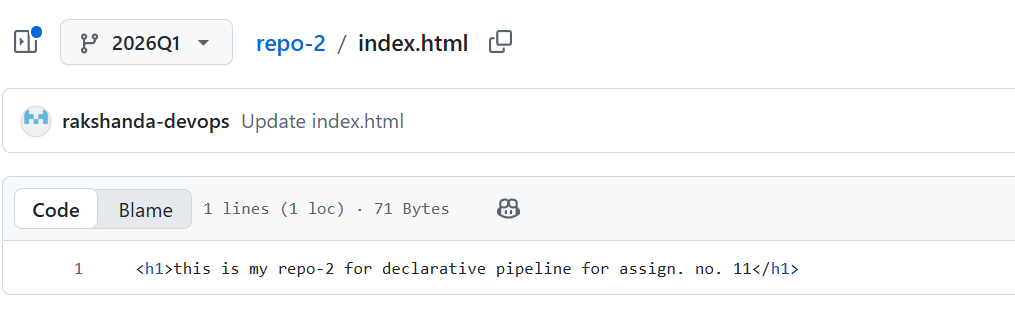 2026Q1 repo-2 / index.html
rakshanda-devops Update index.html
Code Blame 1 lines (1 loc) · 71 Bytes
1 <h1>this is my repo-2 for declarative pipeline for assign. no. 11</h1>